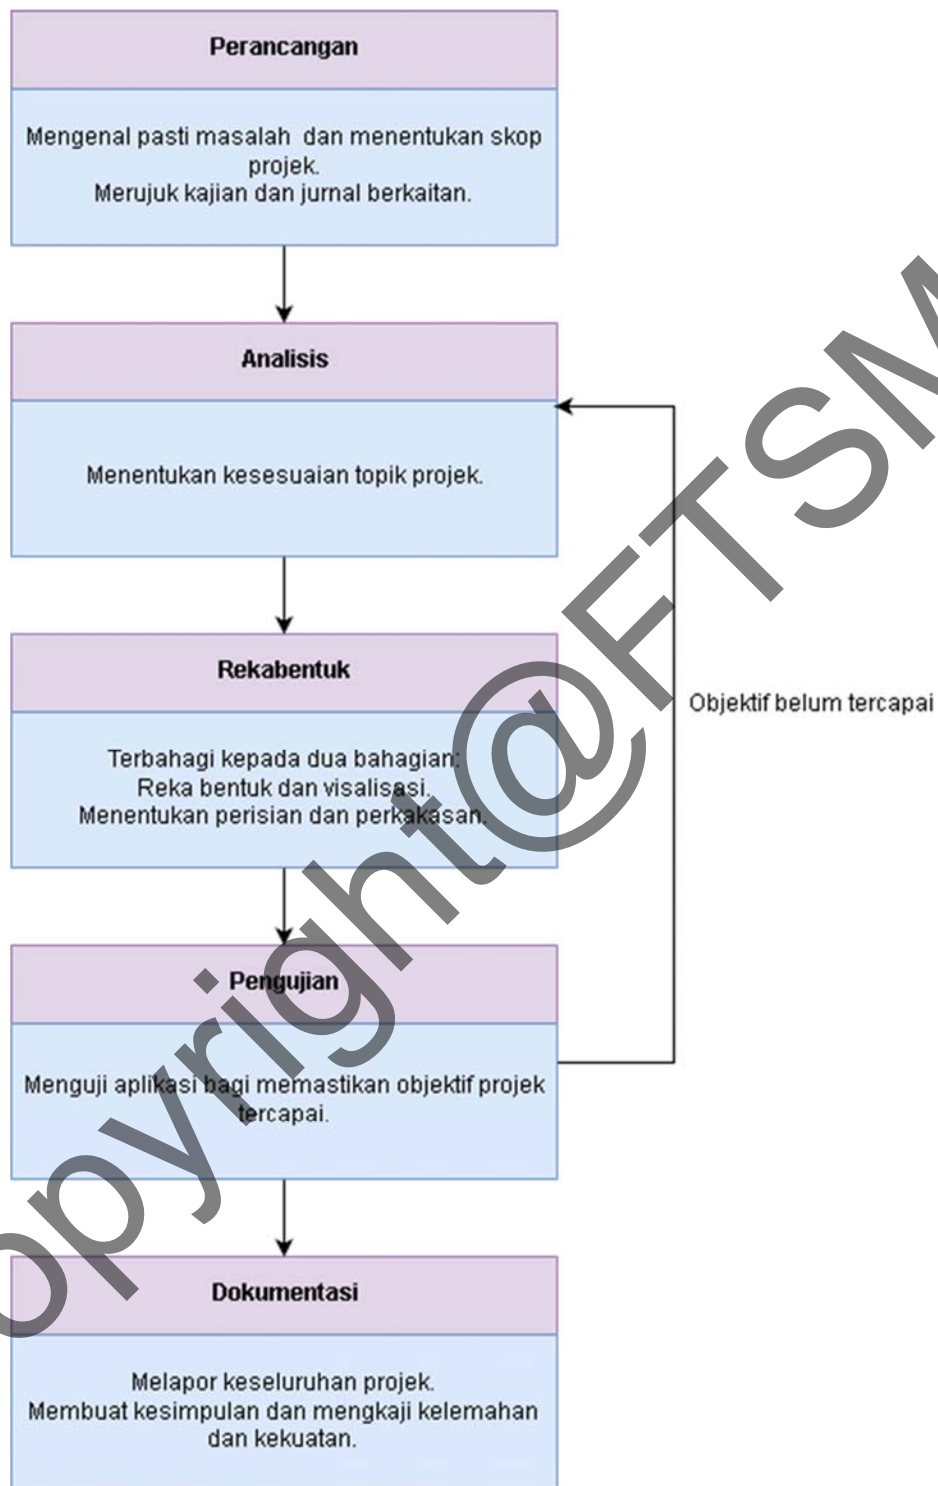 Perancangan
Mengenal pasti masalah dan menentukan skop
projek.
Merujuk kajian dan jurnal berkaitan.
Analisis
Menentukan kesesuaian topik projek.
Rekabentuk
Objektif belum tercapai
Terbahagi kepada dua bahagian:
Reka bentuk dan visalisasi.
Menentukan perisian dan perkakasan.
Pengujian
Menguji aplikasi bagi memastikan objektif projek
tercapai.
Dokumentasi
Melapor keseluruhan projek.
Membuat kesimpulan dan mengkaji kelemahan
dan kekuatan.
opyright@FTSM